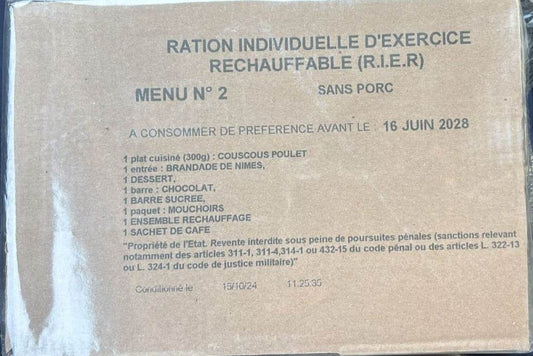 RATION INDIVIDUELLE D'EXERCICE
RECHAUFFABLE (R.I.E.R)
MENU N° 2 SANS PORC
A CONSOMMER DE PREFERENCE AVANT LE : 16 JUIN 2028
1 plat cuisiné (300g) : COUSCOUS POULET
1 entrée : BRANDADE DE NIMES,
1 DESSERT,
1 barre : CHOCOLAT,
1 BARRE SUCREE,
1 paquet : MOUCHOIRS
1 ENSEMBLE RECHAUFFAGE
1 SACHET DE CAFE
"Propriété de l'Etat. Revente interdite sous peine de poursuites pénales (sanctions relevant
notamment des articles 311-1, 311-4,314-1 ou 432-15 du code pénal ou des articles L. 322-13
ou L. 324-1 du code de justice militaire)"
Conditionné le 15/10/24 11.25.35